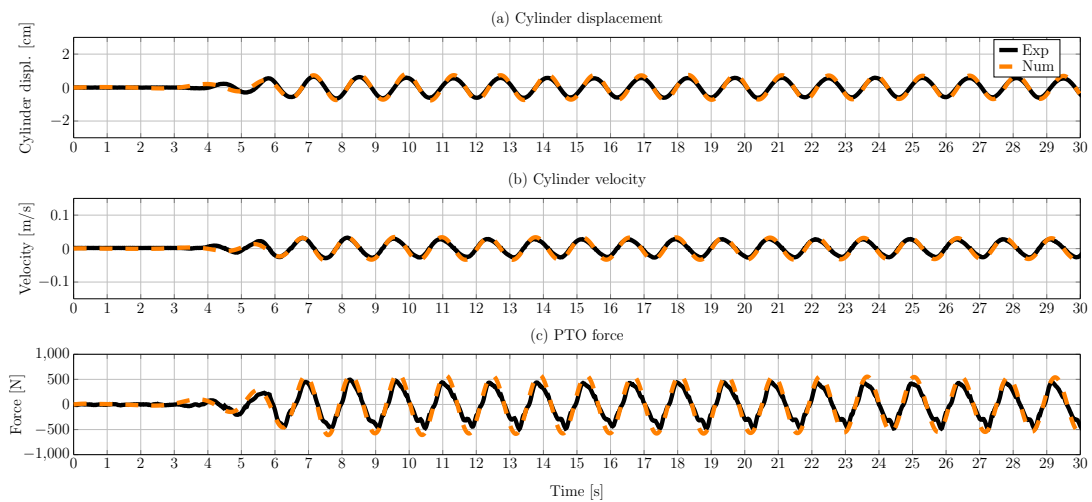 (a) Cylinder displacement
Cylinder displ. [cm]
2
0
−2
Exp
Num
0 1 2 3 4 5 6 7 8 9 10 11 12 13 14 15 16 17 18 19 20 21 22 23 24 25 26 27 28 29 30
(b) Cylinder velocity
Velocity [m/s]
0.1
0
−0.1
0 1 2 3 4 5 6 7 8 9 10 11 12 13 14 15 16 17 18 19 20 21 22 23 24 25 26 27 28 29 30
(c) PTO force
Force [N]
1,000
500
0
−500
−1,000
0 1 2 3 4 5 6 7 8 9 10 11 12 13 14 15 16 17 18 19 20 21 22 23 24 25 26 27 28 29 30
Time [s]